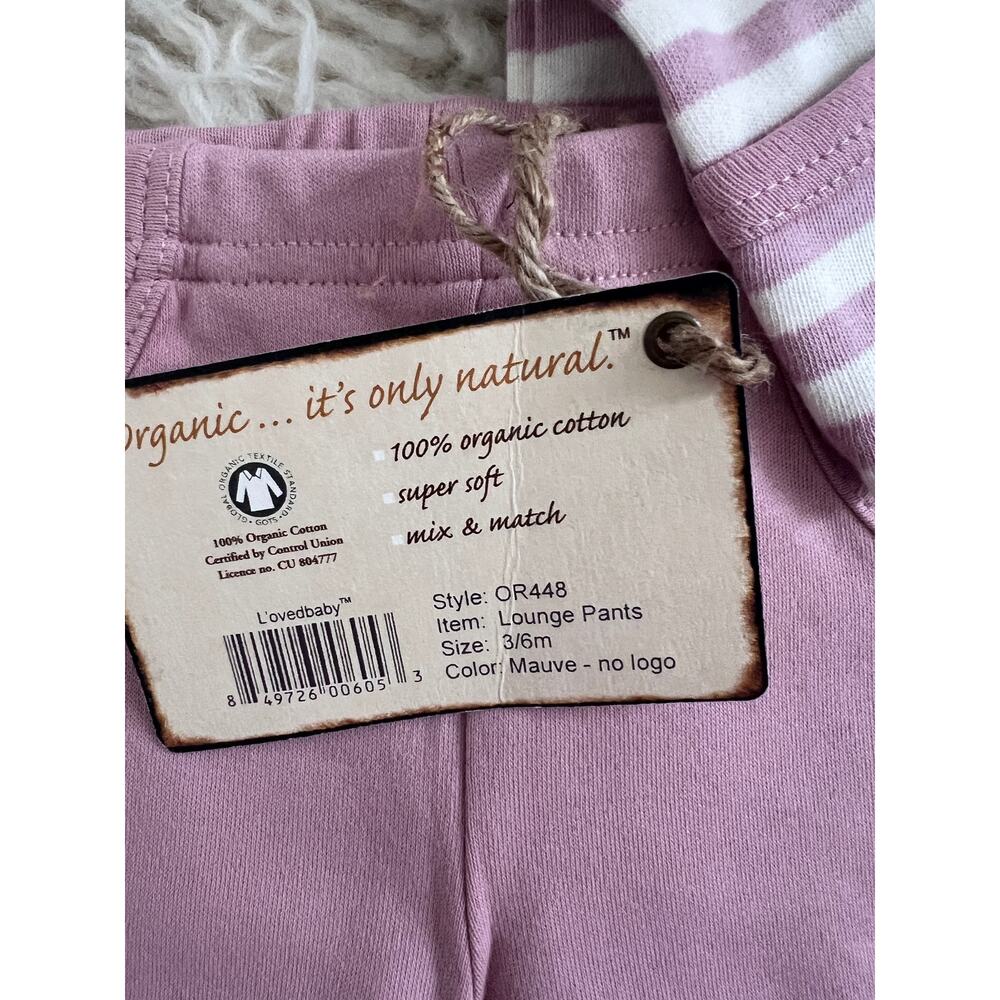 Organic... it's only natural.™
100% organic cotton
super soft
mix & match
GLOBAL ORGANIC TEXTILE STANDARD · GOTS ·
100% Organic Cotton
Certified by Control Union
Licence no. CU 804777
L'ovedbaby™
8 49726 00605 3
Style: OR448
Item: Lounge Pants
Size: 3/6m
Color: Mauve - no logo